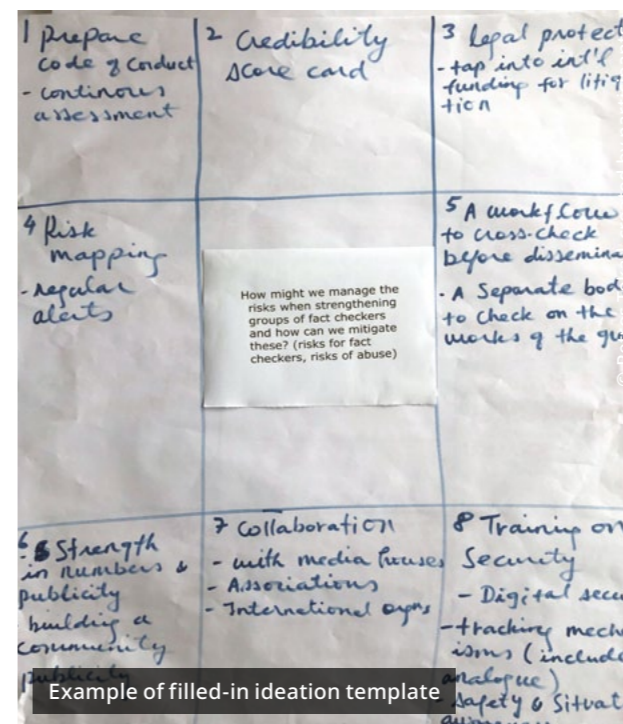 1 Prepare
code of conduct
- continous
assessment
2 Credibility
score card
3 Legal protect
- tap into int'l
funding for litig
tion
4 Risk
mapping
- regular
alerts
How might we manage the
risks when strengthening
groups of fact checkers
and how can we mitigate
these? (risks for fact
checkers, risks of abuse)
5 A workflow
to cross-check
before dissemina
- A Separate bod
to check on the
works of the
6 Strength
in numbers &
publicity
building a
community
publicity
7 Collaboration
- with media houses
- Associations
- International orgns
8 Training on
Security
- Digital secu
- tracking mech
isms (include
analogue)
- Safety & Situat
Example of filled-in ideation template